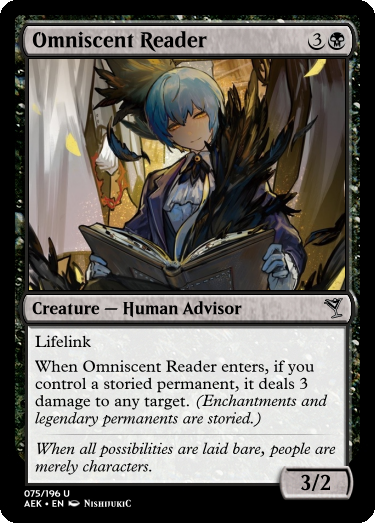 Omniscent Reader 3
Creature — Human Advisor
Lifelink
When Omniscent Reader enters, if you
control a storied permanent, it deals 3
damage to any target. (Enchantments and
legendary permanents are storied.)
When all possibilities are laid bare, people are
merely characters.
3/2
075/196 U
AEK • EN NishijukiC